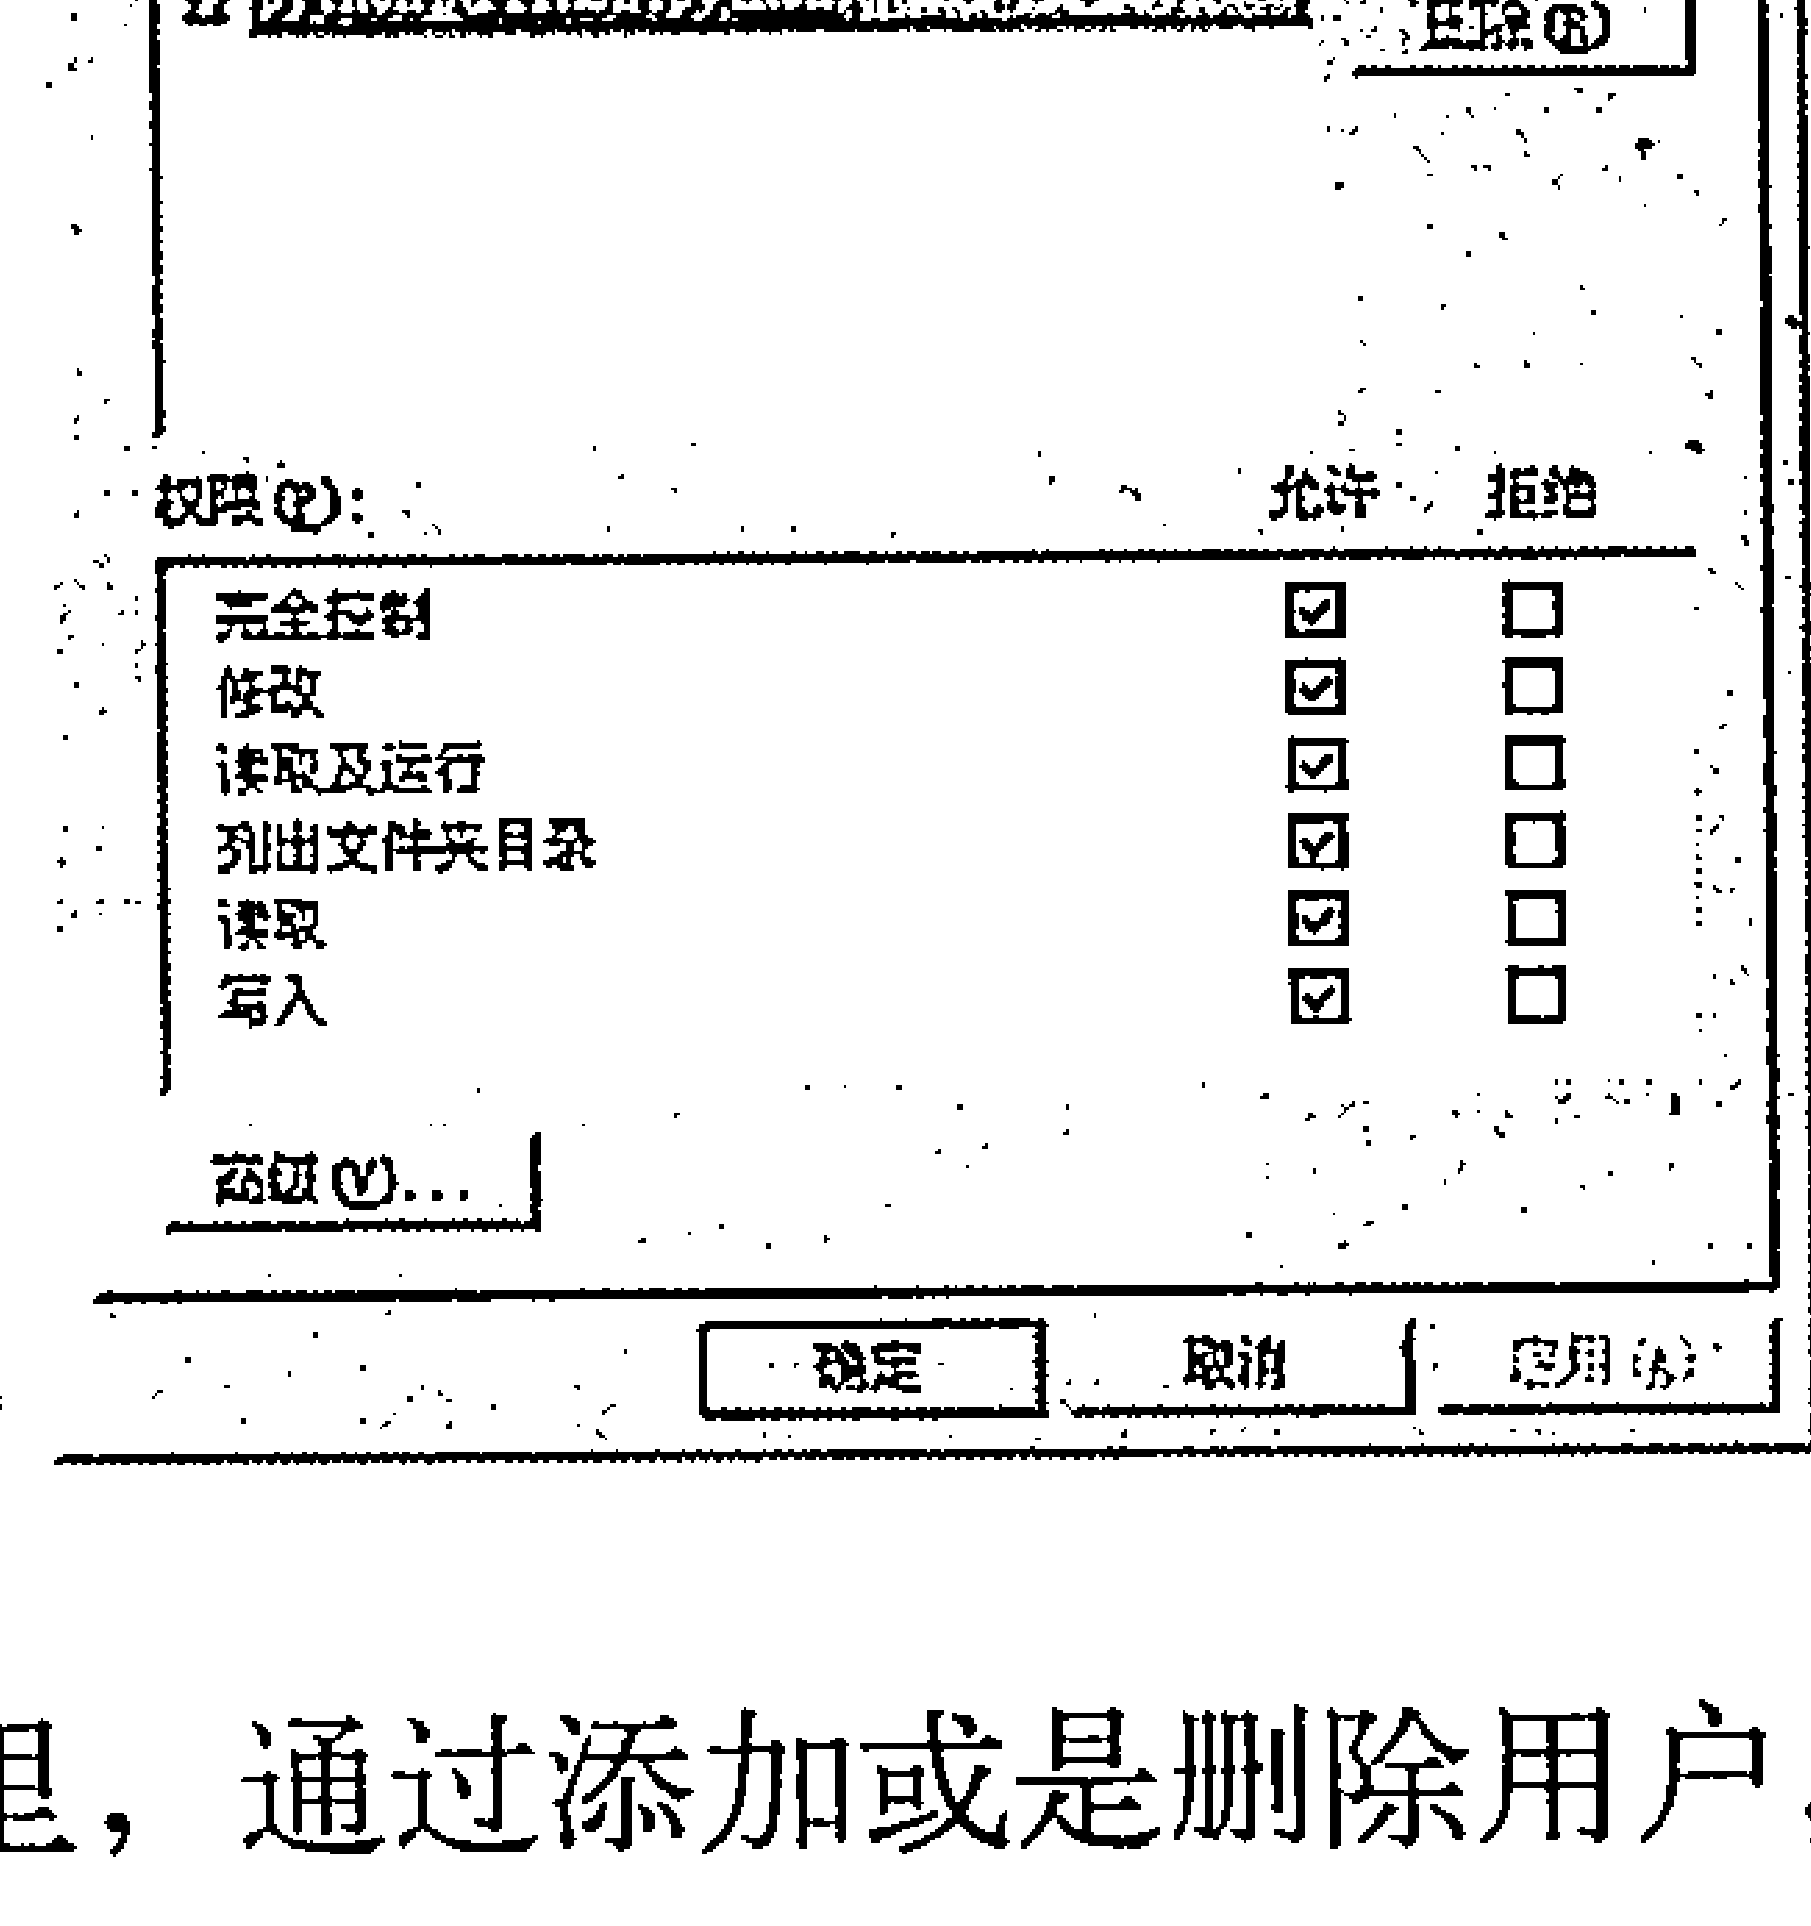 删除(R)
权限(P)： 允许 拒绝
完全控制
修改
读取及运行
列出文件夹目录
读取
写入
高级(V)...
确定 取消 应用(A)
里，通过添加或是删除用户